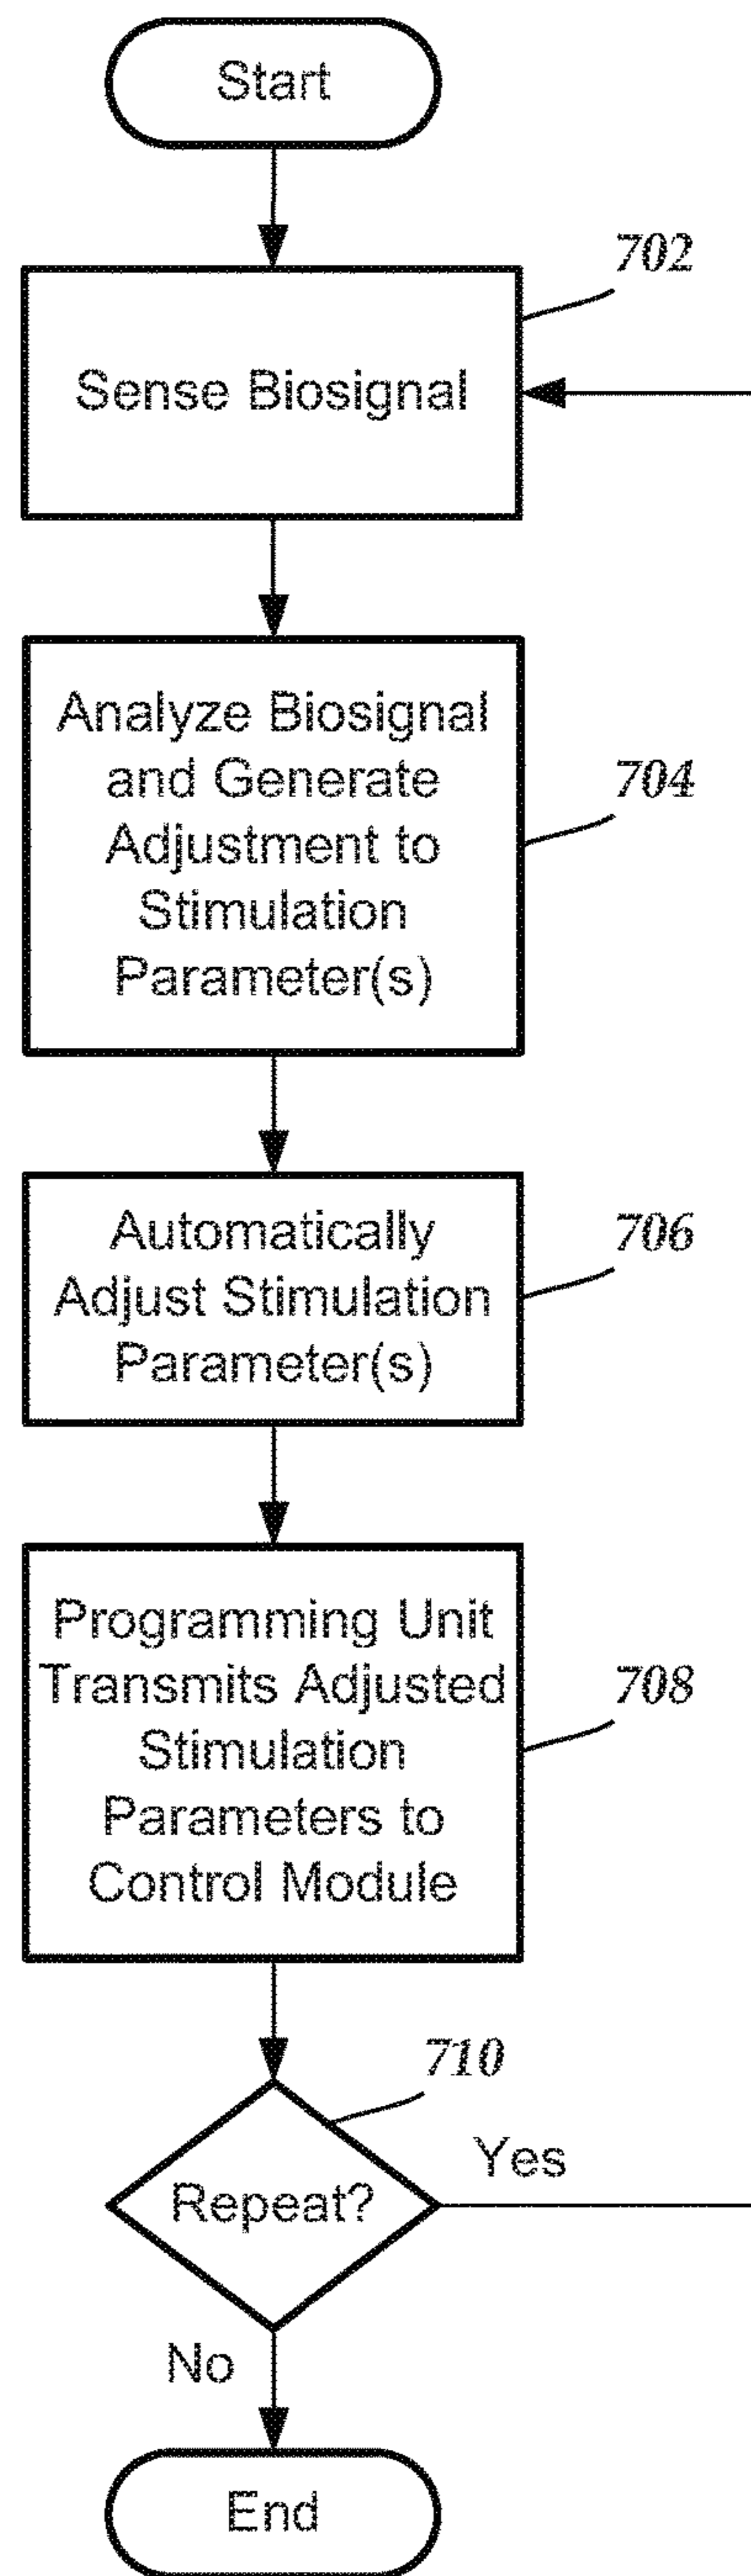 Start
702
Sense Biosignal
Analyze Biosignal
and Generate
Adjustment to
Stimulation
Parameter(s)
704
Automatically
Adjust Stimulation
Parameter(s)
706
Programming Unit
Transmits Adjusted
Stimulation
Parameters to
Control Module
708
710
Repeat?
Yes
No
End